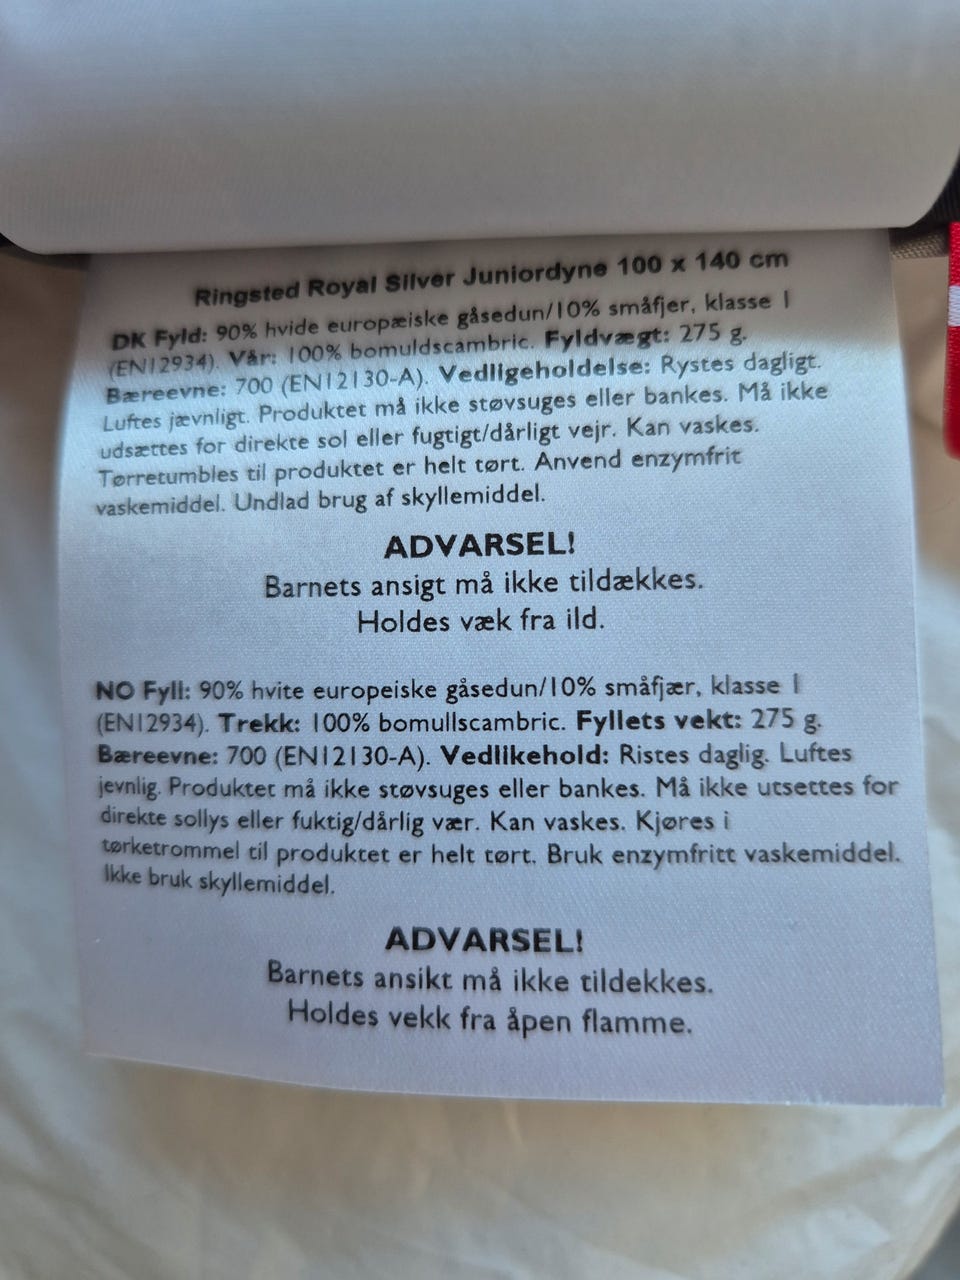 Ringsted Royal Silver Juniordyne 100 x 140 cm
DK Fyld: 90% hvide europæiske gåsedun/10% småfjer, klasse 1
(EN12934). Vår: 100% bomuldscambric. Fyldvægt: 275 g.
Bæreevne: 700 (EN12130-A). Vedligeholdelse: Rystes dagligt.
Luftes jævnligt. Produktet må ikke støvsuges eller bankes. Må ikke
udsættes for direkte sol eller fugtigt/dårligt vejr. Kan vaskes.
Tørretumbles til produktet er helt tørt. Anvend enzymfrit
vaskemiddel. Undlad brug af skyllemiddel.
ADVARSEL!
Barnets ansigt må ikke tildækkes.
Holdes væk fra ild.
NO Fyll: 90% hvite europeiske gåsedun/10% småfjær, klasse 1
(EN12934). Trekk: 100% bomullscambric. Fyllets vekt: 275 g.
Bæreevne: 700 (EN12130-A). Vedlikehold: Ristes daglig. Luftes
jevnlig. Produktet må ikke støvsuges eller bankes. Må ikke utsettes for
direkte sollys eller fuktig/dårlig vær. Kan vaskes. Kjøres i
tørketrommel til produktet er helt tørt. Bruk enzymfritt vaskemiddel.
Ikke bruk skyllemiddel.
ADVARSEL!
Barnets ansikt må ikke tildekkes.
Holdes vekk fra åpen flamme.